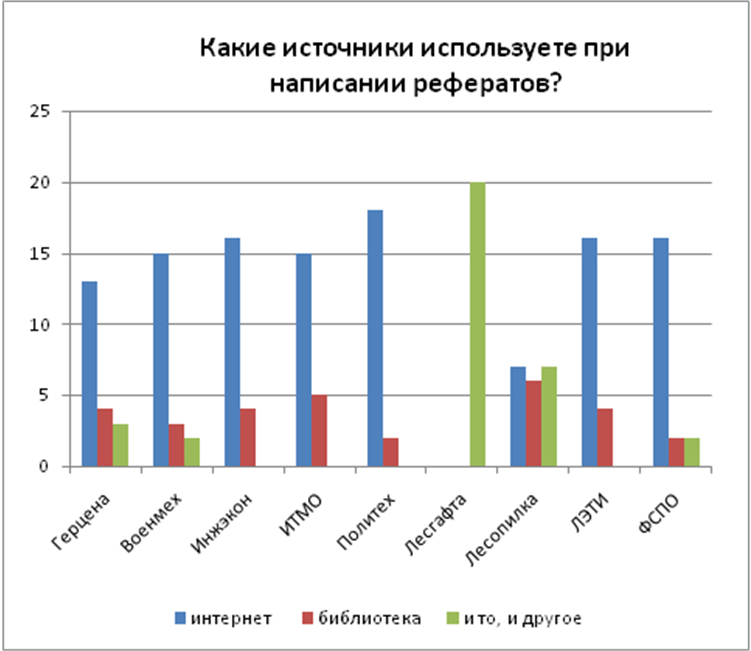 Какие источники используете при
написании рефератов?
25
20
15
10
5
0
Герцена
Военмех
Инжэкон
ИТМО
Политех
Лесгафта
Лесопилка
ЛЭТИ
ФСПО
интернет
библиотека
и то, и другое